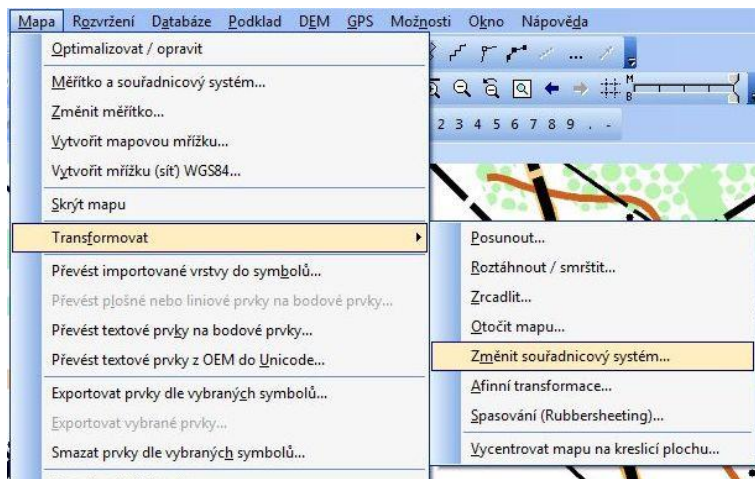 Mapa Rozvržení Databáze Podklad DEM GPS Možnosti Okno Nápověda
Optimalizovat / opravit
Měřítko a souřadnicový systém...
Změnit měřítko...
M
B
Vytvořit mapovou mřížku...
2 3 4 5 6 7 8 9 . -
Vytvořit mřížku (síť) WGS84...
Skrýt mapu
Transformovat
Posunout...
Převést importované vrstvy do symbolů...
Roztáhnout / smrštit...
Převést plošné nebo liniové prvky na bodové prvky...
Zrcadlit...
Převést textové prvky na bodové prvky...
Otočit mapu...
Převést textové prvky z OEM do Unicode...
Změnit souřadnicový systém...
Exportovat prvky dle vybraných symbolů...
Afinní transformace...
Exportovat vybrané prvky...
Spasování (Rubbersheeting)...
Smazat prvky dle vybraných symbolů...
Vycentrovat mapu na kreslicí plochu...